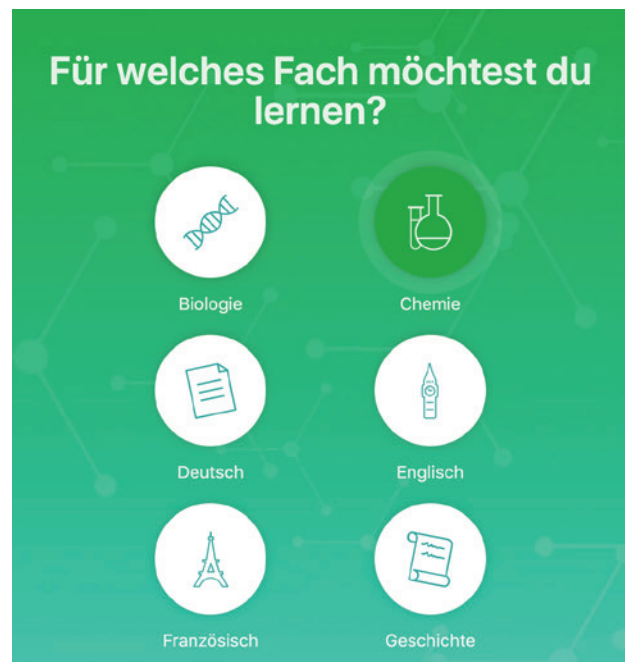 Für welches Fach möchtest du
lernen?
Biologie
Chemie
Deutsch
Englisch
Französisch
Geschichte